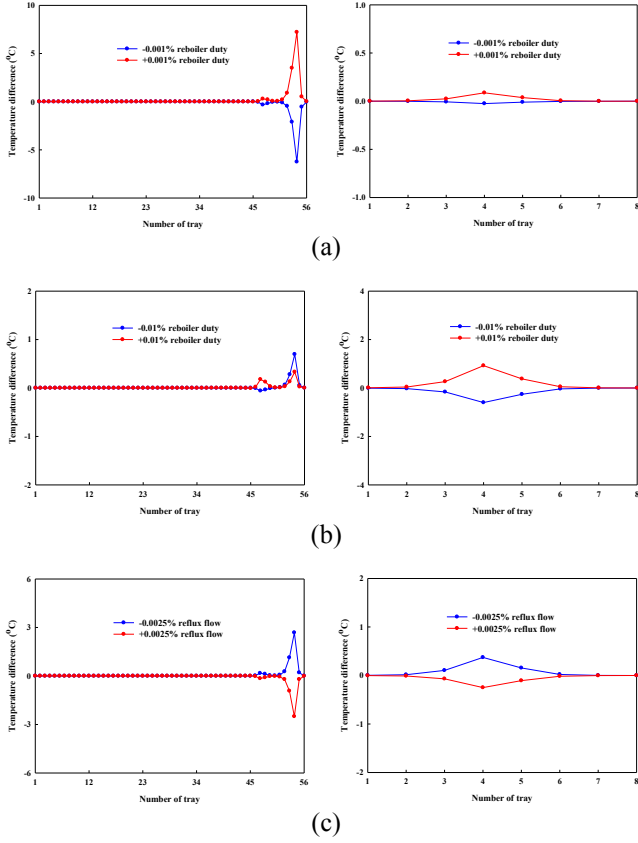 -0.001% reboiler duty
+0.001% reboiler duty
Temperature difference (⁰C)
10
5
0
-5
-10
1
12
23
34
45
56
Number of tray
-0.001% reboiler duty
+0.001% reboiler duty
Temperature difference (⁰C)
1.0
0.5
0.0
-0.5
-1.0
1
2
3
4
5
6
7
8
Number of tray
(a)
-0.01% reboiler duty
+0.01% reboiler duty
Temperature difference (⁰C)
2
1
0
-1
-2
1
12
23
34
45
56
Number of tray
-0.01% reboiler duty
+0.01% reboiler duty
Temperature difference (⁰C)
4
2
0
-2
-4
1
2
3
4
5
6
7
8
Number of tray
(b)
-0.0025% reflux flow
+0.0025% reflux flow
Temperature difference (⁰C)
6
3
0
-3
-6
1
12
23
34
45
56
Number of tray
-0.0025% reflux flow
+0.0025% reflux flow
Temperature difference (⁰C)
2
1
0
-1
-2
1
2
3
4
5
6
7
8
Number of tray
(c)